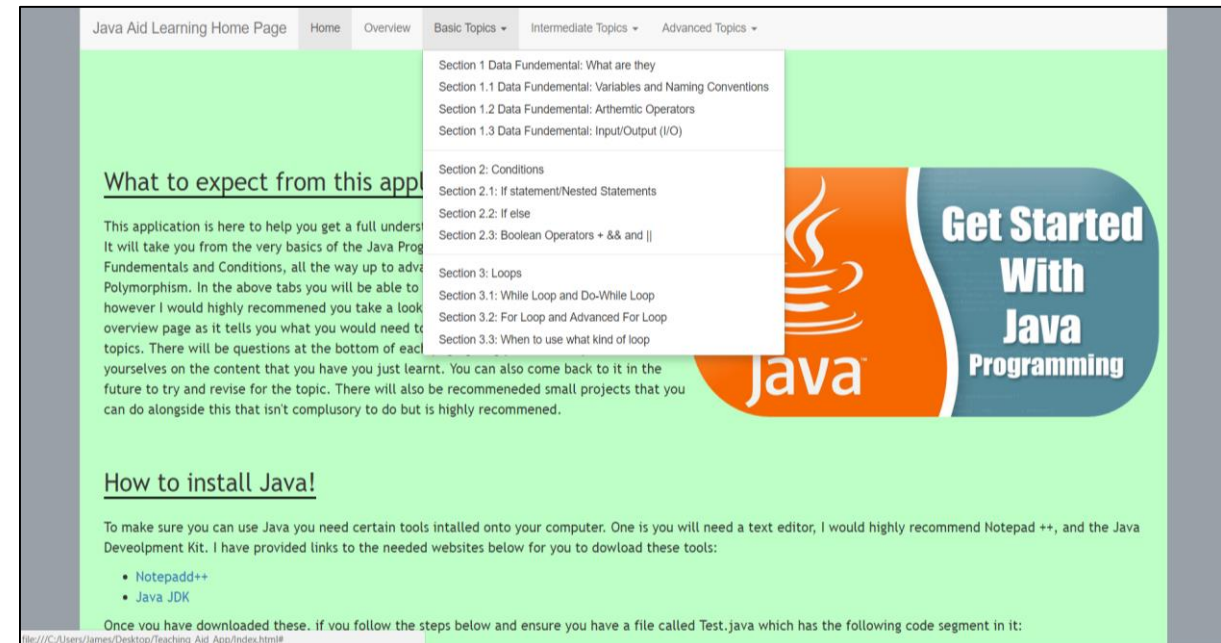 Java Aid Learning Home Page Home Overview Basic Topics Intermediate Topics Advanced Topics
Section 1 Data Fundemental: What are they
Section 1.1 Data Fundemental: Variables and Naming Conventions
Section 1.2 Data Fundemental: Arthemtic Operators
Section 1.3 Data Fundemental: Input/Output (I/O)
Section 2: Conditions
Section 2.1: If statement/Nested Statements
Section 2.2: If else
Section 2.3: Boolean Operators + && and ||
Section 3: Loops
Section 3.1: While Loop and Do-While Loop
Section 3.2: For Loop and Advanced For Loop
Section 3.3: When to use what kind of loop
What to expect from this appl
This application is here to help you get a full unders
It will take you from the very basics of the Java Prog
Fundementals and Conditions, all the way up to adva
Polymorphism. In the above tabs you will be able to
however I would highly recommened you take a look
overview page as it tells you what you would need to
topics. There will be questions at the bottom of each
yourselves on the content that you have you just learnt. You can also come back to it in the
future to try and revise for the topic. There will also be recommeneded small projects that you
can do alongside this that isn't complusory to do but is highly recommened.
Java
Get Started
With
Java
Programming
How to install Java!
To make sure you can use Java you need certain tools intalled onto your computer. One is you will need a text editor, I would highly recommend Notepad ++, and the Java
Deveolpment Kit. I have provided links to the needed websites below for you to dowload these tools:
• Notepadd++
• Java JDK
Once you have downloaded these, if you follow the steps below and ensure you have a file called Test.java which has the following code segment in it:
file:///C:/Users/James/Desktop/Teaching_Aid_App/Index.html#